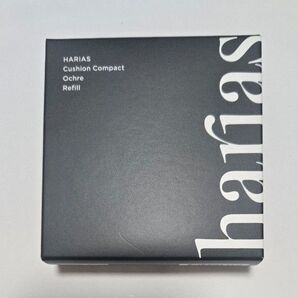 HARIAS
Cushion Compact
Ochre
Refill
harias